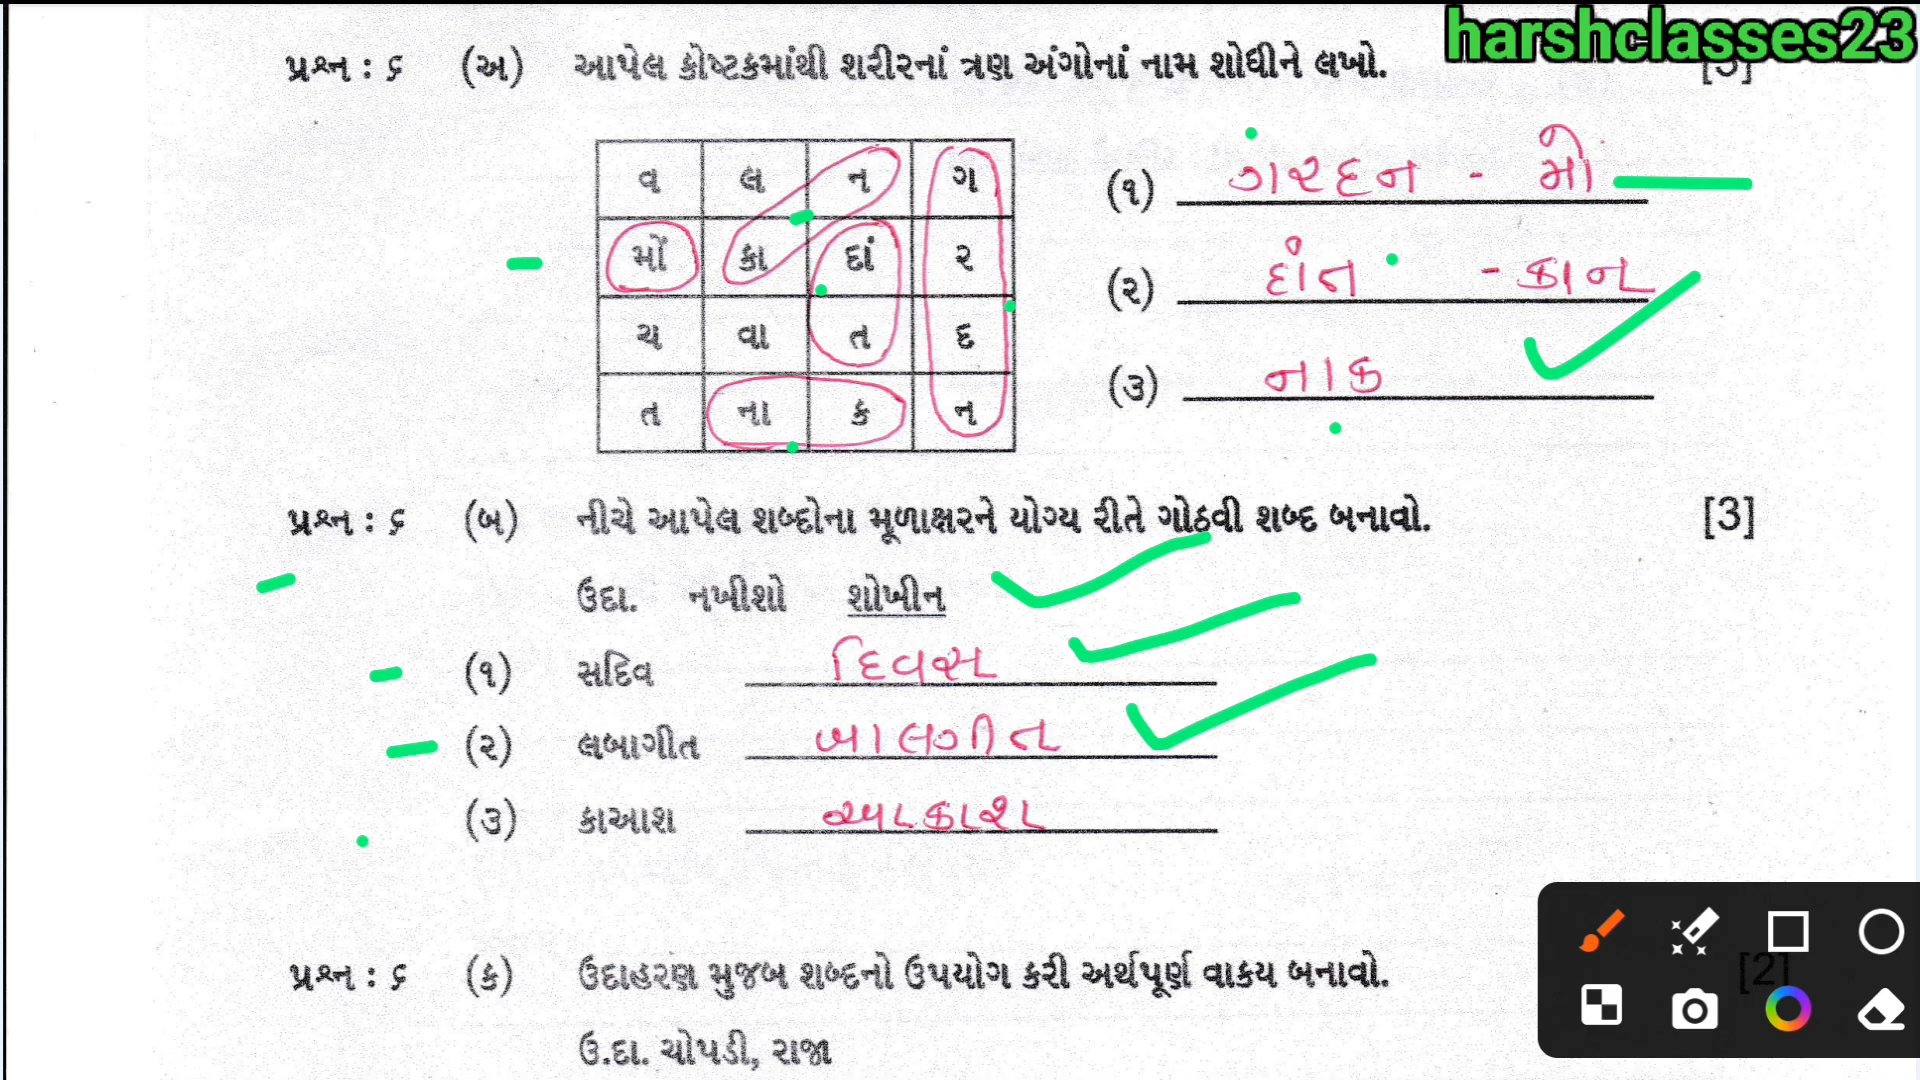 harshclasses23
પ્રશ્ન : ૬ (અ) આપેલ કોષ્ટકમાંથી શરીરનાં ત્રણ અંગોનાં નામ શોધીને લખો.
વ લ ન ગ
મોં કા દાં ર
ચ વા ત દ
ત ના ક ન
(૧) ગરદન - મોં
(૨) દાંત - કાન
(૩) નાક
પ્રશ્ન : ૬ (બ) નીચે આપેલ શબ્દોના મૂળાક્ષરને યોગ્ય રીતે ગોઠવી શબ્દ બનાવો. [3]
ઉદા. નખીશો શોખીન
(૧) સદિવ દિવસ
(૨) લબાગીત બાલગીત
(૩) કાઆશ આકાશ
પ્રશ્ન : ૬ (ક) ઉદાહરણ મુજબ શબ્દનો ઉપયોગ કરી અર્થપૂર્ણ વાક્ય બનાવો. [2]
ઉ.દા. ચોપડી, રાજા